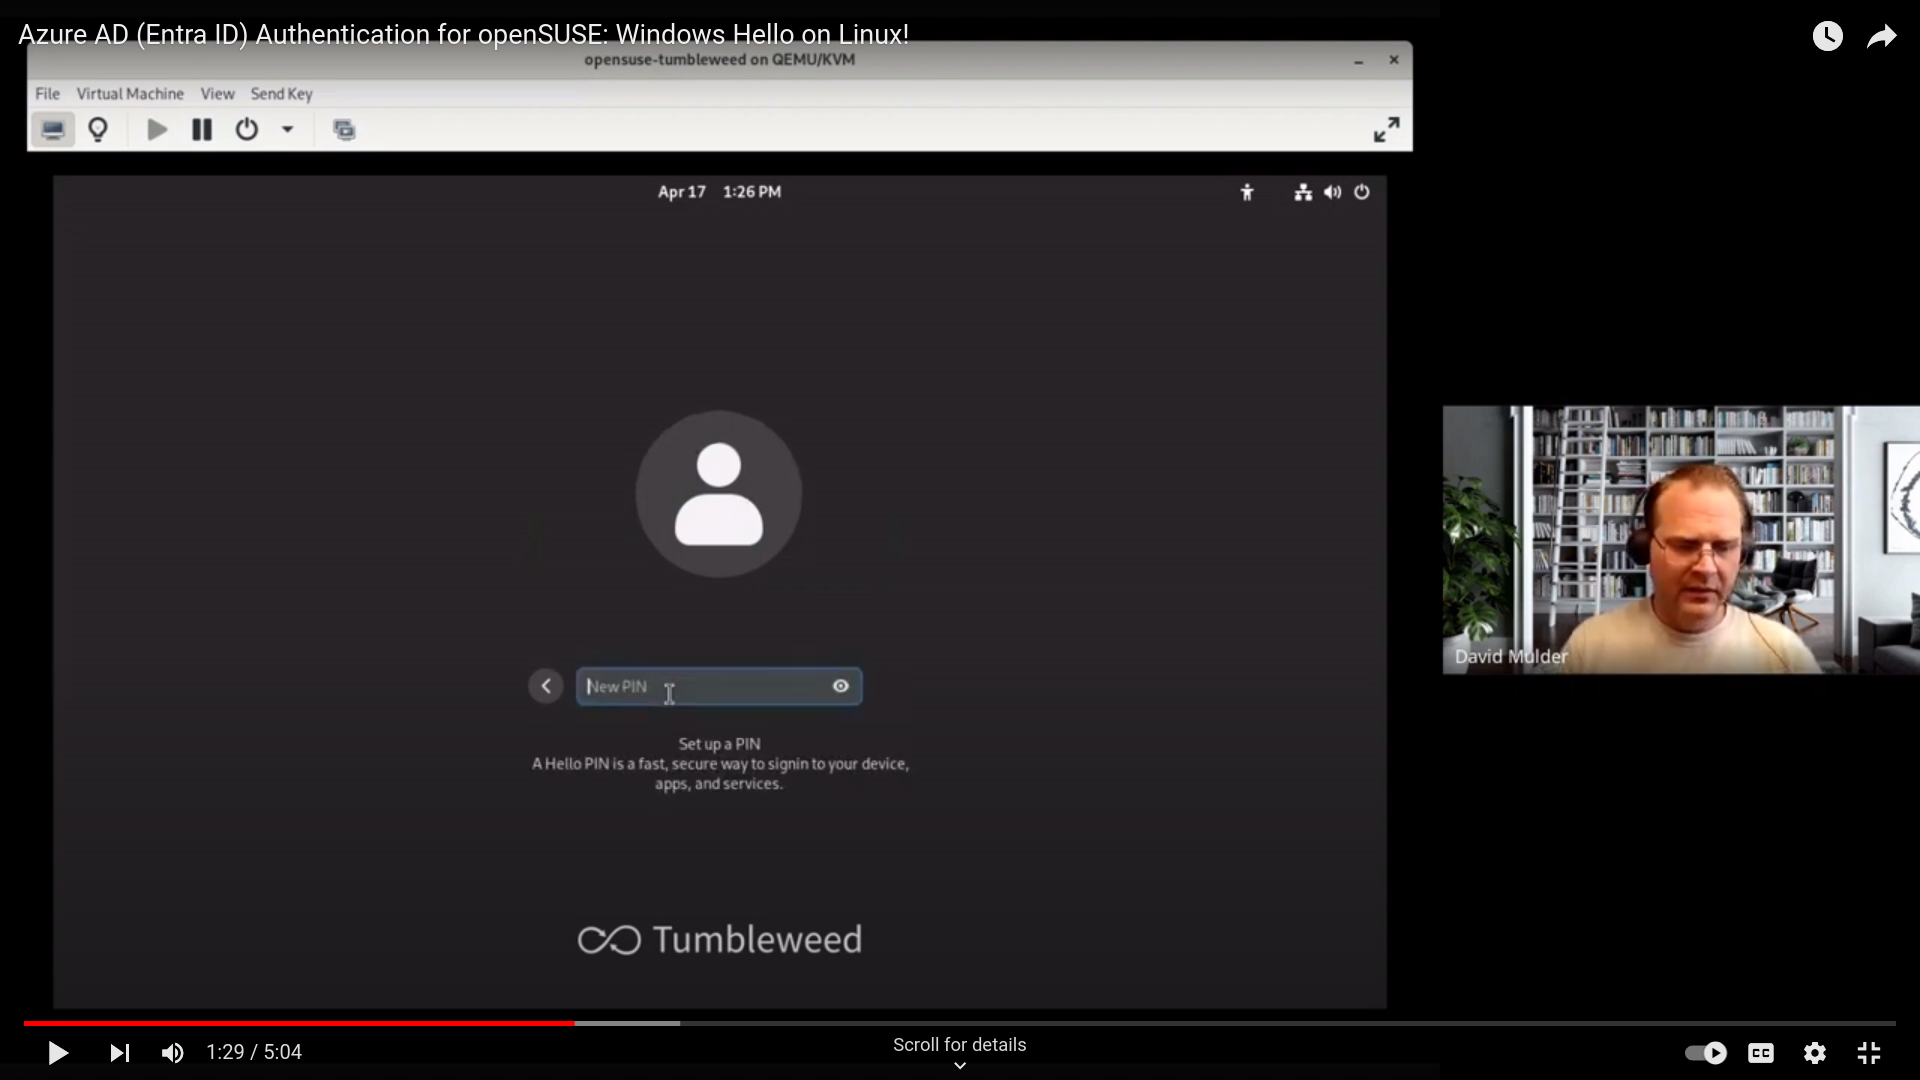 Azure AD (Entra ID) Authentication for openSUSE: Windows Hello on Linux!
opensuse-tumbleweed on QEMU/KVM
File Virtual Machine View Send Key
Apr 17 1:26 PM
New PIN
Set up a PIN
A Hello PIN is a fast, secure way to signin to your device,
apps, and services.
Tumbleweed
David Mulder
1:29 / 5:04
Scroll for details
CC